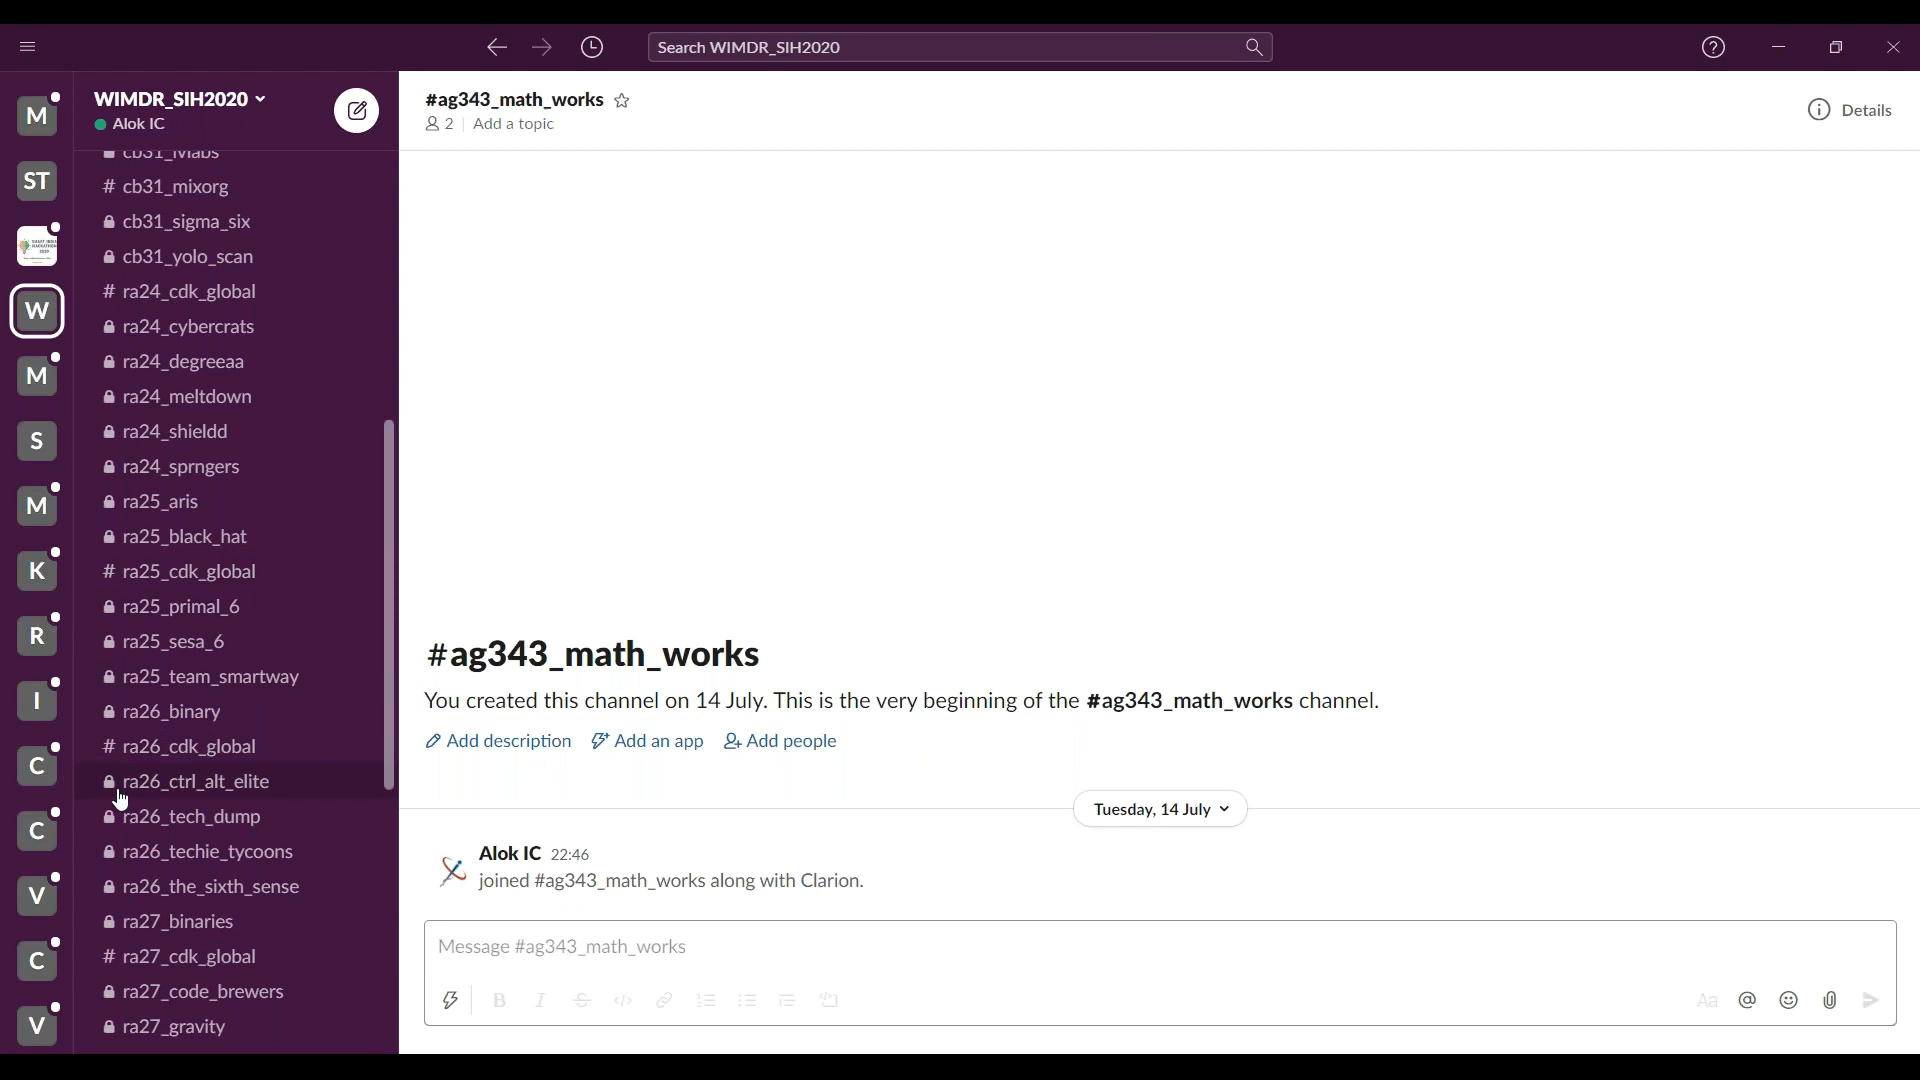 Search WIMDR_SIH2020
M
ST
W
M
S
M
K
R
I
C
C
V
C
V
WIMDR_SIH2020
Alok IC
# cb31_mixorg
cb31_sigma_six
cb31_yolo_scan
# ra24_cdk_global
ra24_cybercrats
ra24_degreeaa
ra24_meltdown
ra24_shieldd
ra24_sprngers
ra25_aris
ra25_black_hat
# ra25_cdk_global
ra25_primal_6
ra25_sesa_6
ra25_team_smartway
ra26_binary
# ra26_cdk_global
ra26_ctrl_alt_elite
ra26_tech_dump
ra26_techie_tycoons
ra26_the_sixth_sense
ra27_binaries
# ra27_cdk_global
ra27_code_brewers
ra27_gravity
#ag343_math_works
2 | Add a topic
Details
#ag343_math_works
You created this channel on 14 July. This is the very beginning of the #ag343_math_works channel.
Add description Add an app Add people
Tuesday, 14 July
Alok IC 22:46
joined #ag343_math_works along with Clarion.
Message #ag343_math_works
B I S Aa @